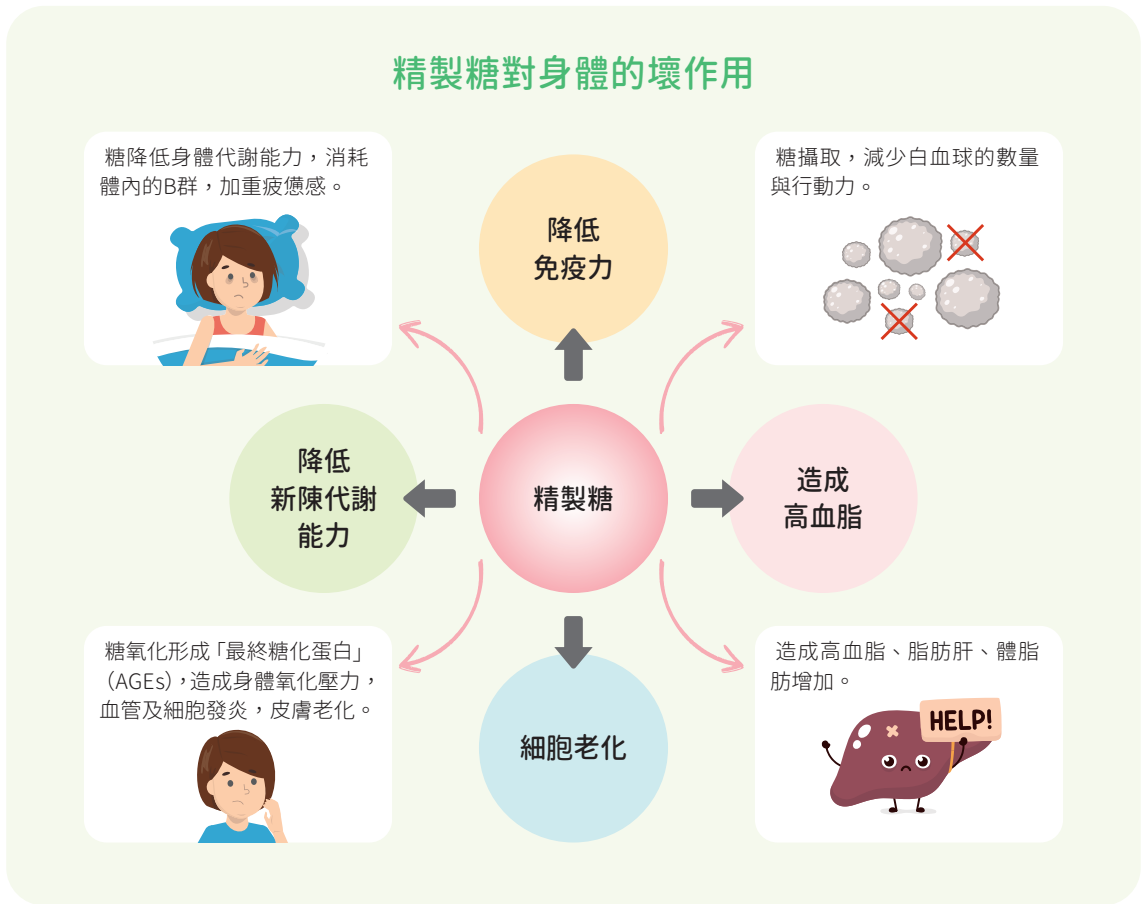 精製糖對身體的壞作用
糖降低身體代謝能力，消耗
體內的B群，加重疲憊感。
降低
免疫力
糖攝取，減少白血球的數量
與行動力。
降低
新陳代謝
能力
精製糖
造成
高血脂
糖氧化形成「最終糖化蛋白」
（AGEs），造成身體氧化壓力，
血管及細胞發炎，皮膚老化。
細胞老化
造成高血脂、脂肪肝、體脂
肪增加。
HELP!